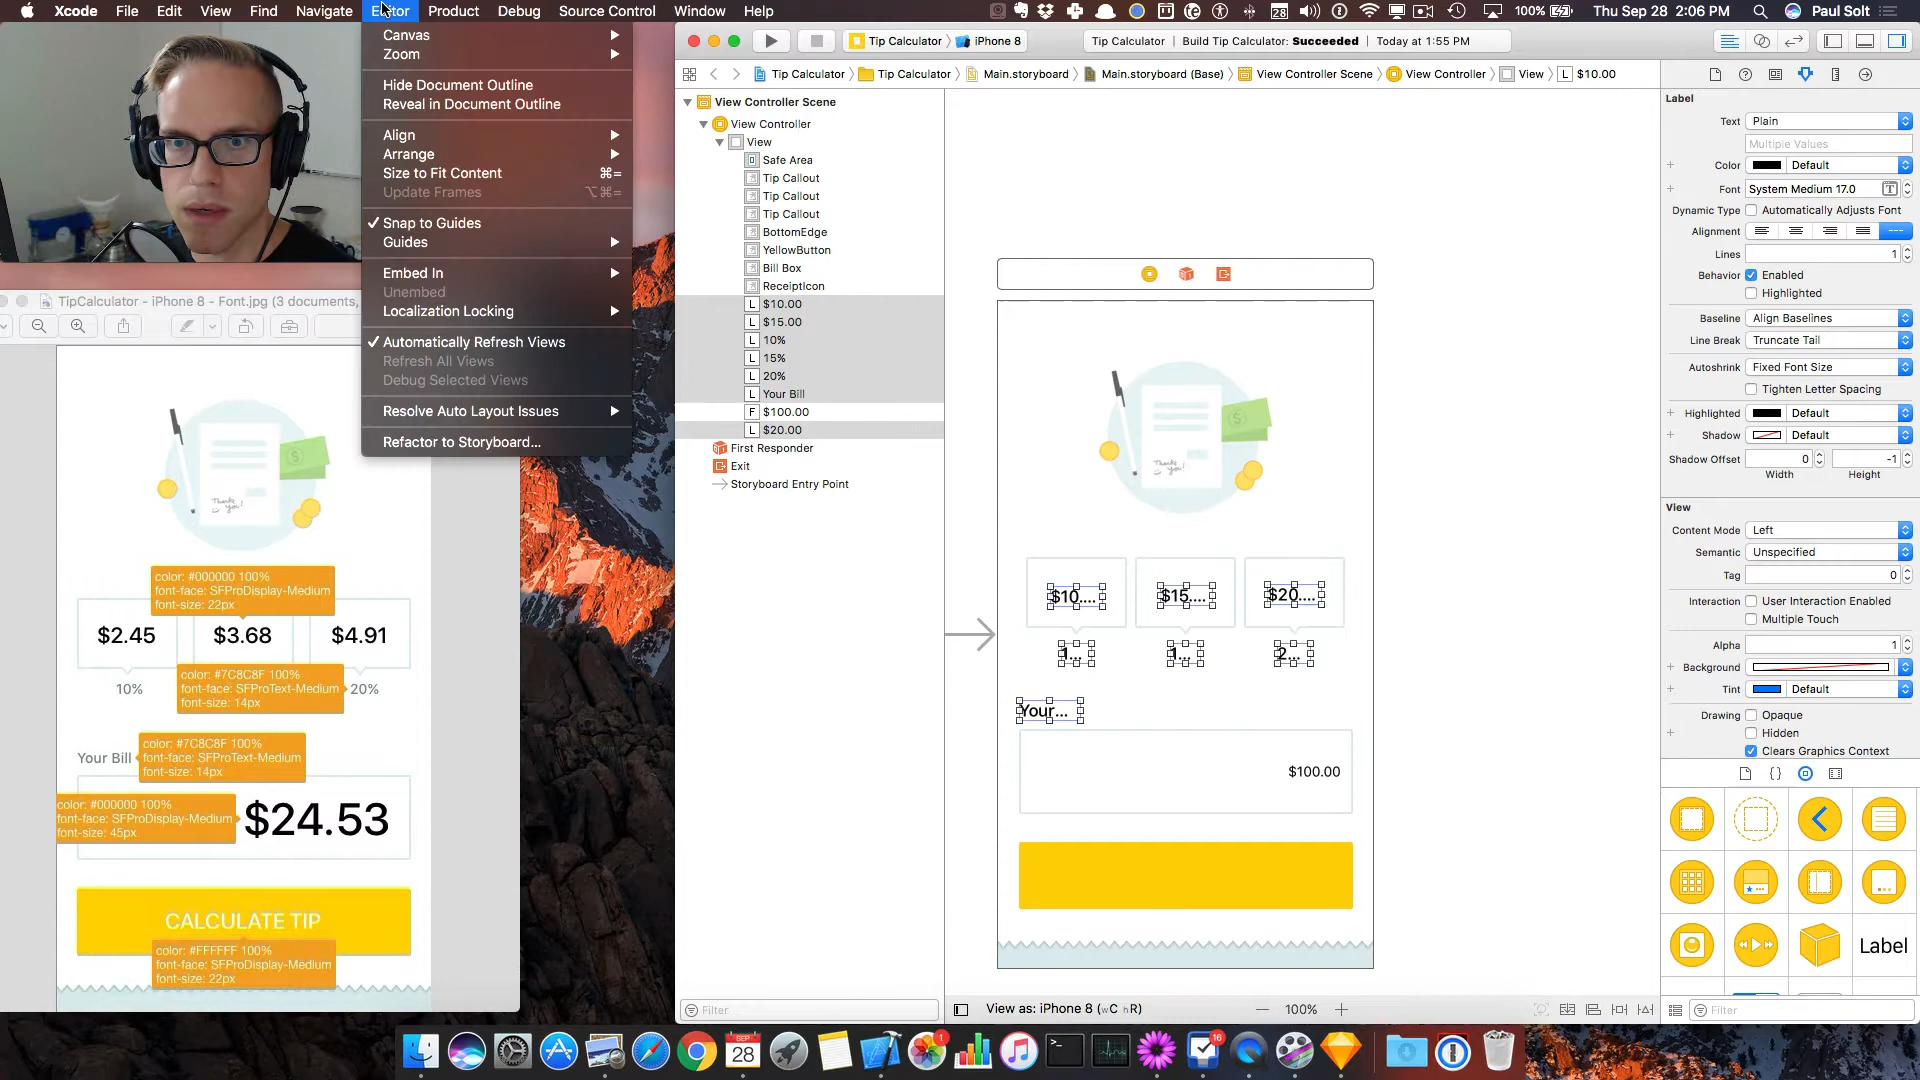 Xcode File Edit View Find Navigate Editor Product Debug Source Control Window Help
28 100% Thu Sep 28 2:06 PM Paul Solt
Canvas
Zoom
Hide Document Outline
Reveal in Document Outline
Align
Arrange
Size to Fit Content ⌘=
Update Frames ⌥⌘=
Snap to Guides
Guides
Embed In
Unembed
Localization Locking
Automatically Refresh Views
Refresh All Views
Debug Selected Views
Resolve Auto Layout Issues
Refactor to Storyboard...
TipCalculator - iPhone 8 - Font.jpg (3 documents,
Thank you!
color: #000000 100%
font-face: SFProDisplay-Medium
font-size: 22px
$2.45 $3.68 $4.91
color: #7C8C8F 100%
font-face: SFProText-Medium
font-size: 14px
10% 20%
color: #7C8C8F 100%
font-face: SFProText-Medium
font-size: 14px
Your Bill
color: #000000 100%
font-face: SFProDisplay-Medium
font-size: 45px
$24.53
CALCULATE TIP
color: #FFFFFF 100%
font-face: SFProDisplay-Medium
font-size: 22px
Tip Calculator iPhone 8
Tip Calculator Build Tip Calculator: Succeeded Today at 1:55 PM
Tip Calculator Tip Calculator Main.storyboard Main.storyboard (Base) View Controller Scene View Controller View L $10.00
View Controller Scene
View Controller
View
Safe Area
Tip Callout
Tip Callout
Tip Callout
BottomEdge
YellowButton
Bill Box
ReceiptIcon
L $10.00
L $15.00
L 10%
L 15%
L 20%
L Your Bill
F $100.00
L $20.00
First Responder
Exit
Storyboard Entry Point
Filter
Thank you!
$10.... $15.... $20....
1... 1... 2...
Your...
$100.00
View as: iPhone 8 (wC hR) 100%
Label
Text Plain
Multiple Values
Color Default
Font System Medium 17.0
Dynamic Type Automatically Adjusts Font
Alignment
Lines 1
Behavior Enabled
Highlighted
Baseline Align Baselines
Line Break Truncate Tail
Autoshrink Fixed Font Size
Tighten Letter Spacing
Highlighted Default
Shadow Default
Shadow Offset 0 -1
Width Height
View
Content Mode Left
Semantic Unspecified
Tag 0
Interaction User Interaction Enabled
Multiple Touch
Alpha 1
Background
Tint Default
Drawing Opaque
Hidden
Clears Graphics Context
Label
Filter
SEP
28
1
16